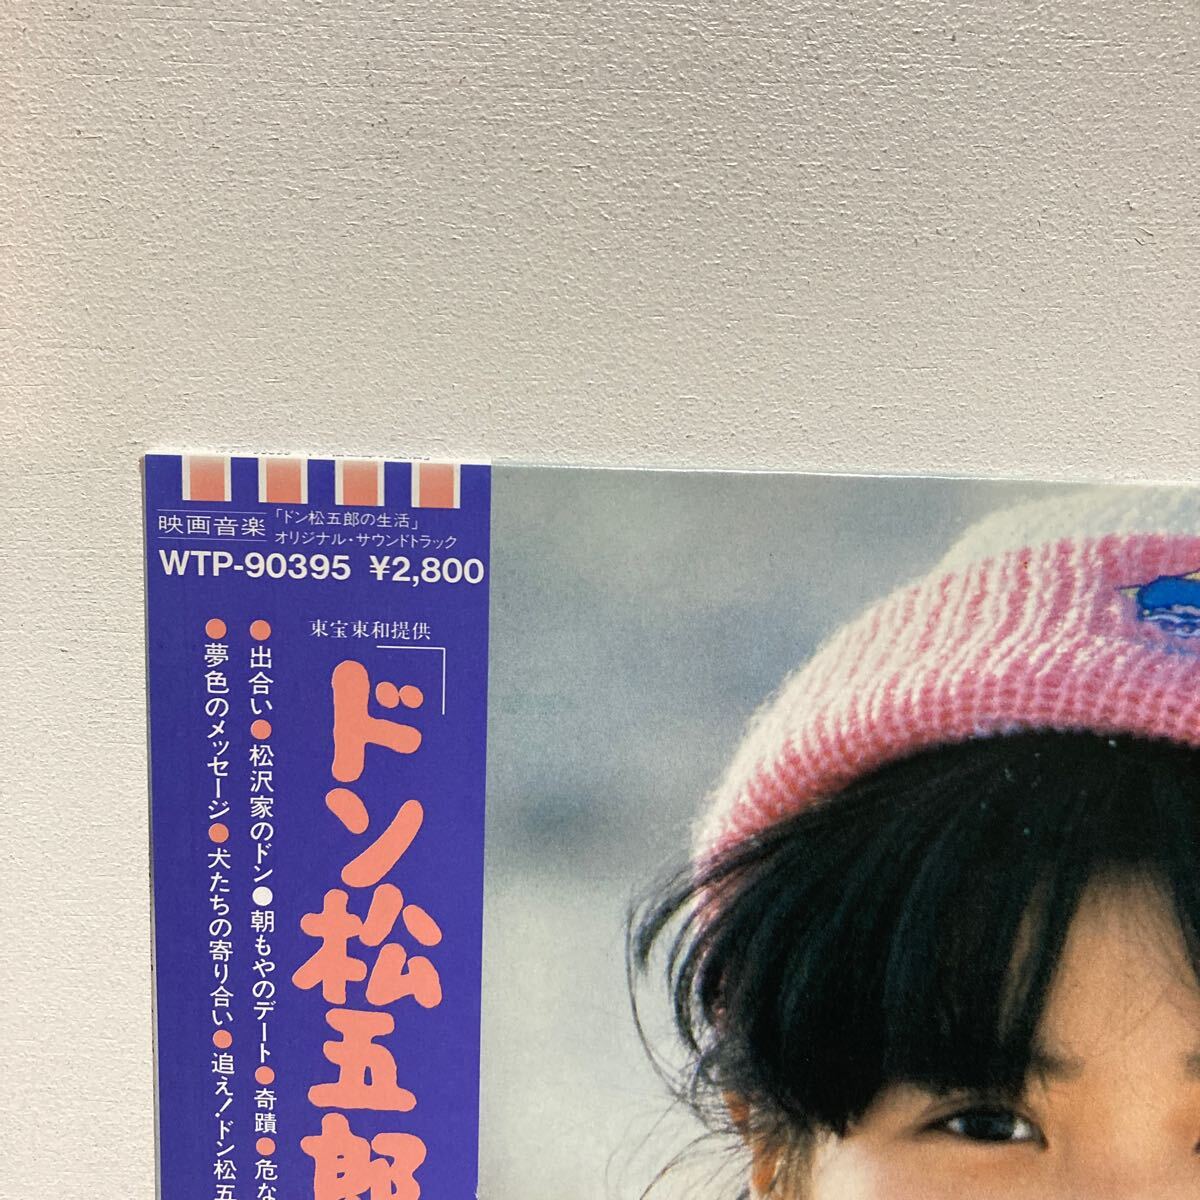 映画音楽
「ドン松五郎の生活」
オリジナル・サウンドトラック
WTP-90395 ¥2,800
東宝東和提供
「ドン松五郎
●出合い●松沢家のドン●朝もやのデート●奇蹟●危な
●夢色のメッセージ●犬たちの寄り合い●追え!ドン松五